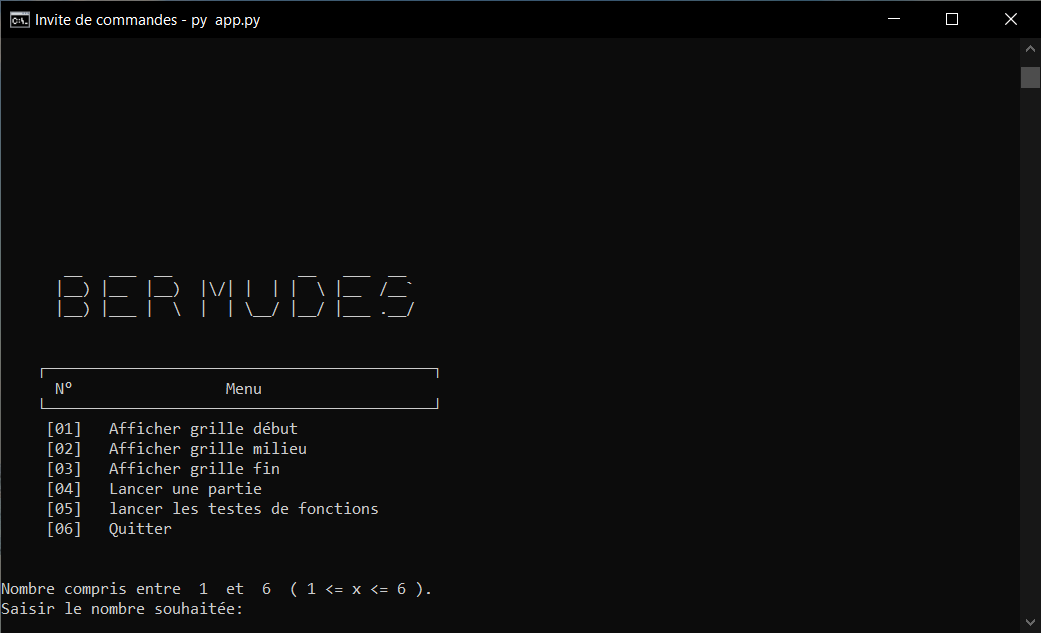 Invite de commandes - py  app.py
BERMUDES
N° Menu
[01] Afficher grille début
[02] Afficher grille milieu
[03] Afficher grille fin
[04] Lancer une partie
[05] lancer les testes de fonctions
[06] Quitter
Nombre compris entre  1  et  6  ( 1 <= x <= 6 ).
Saisir le nombre souhaitée: